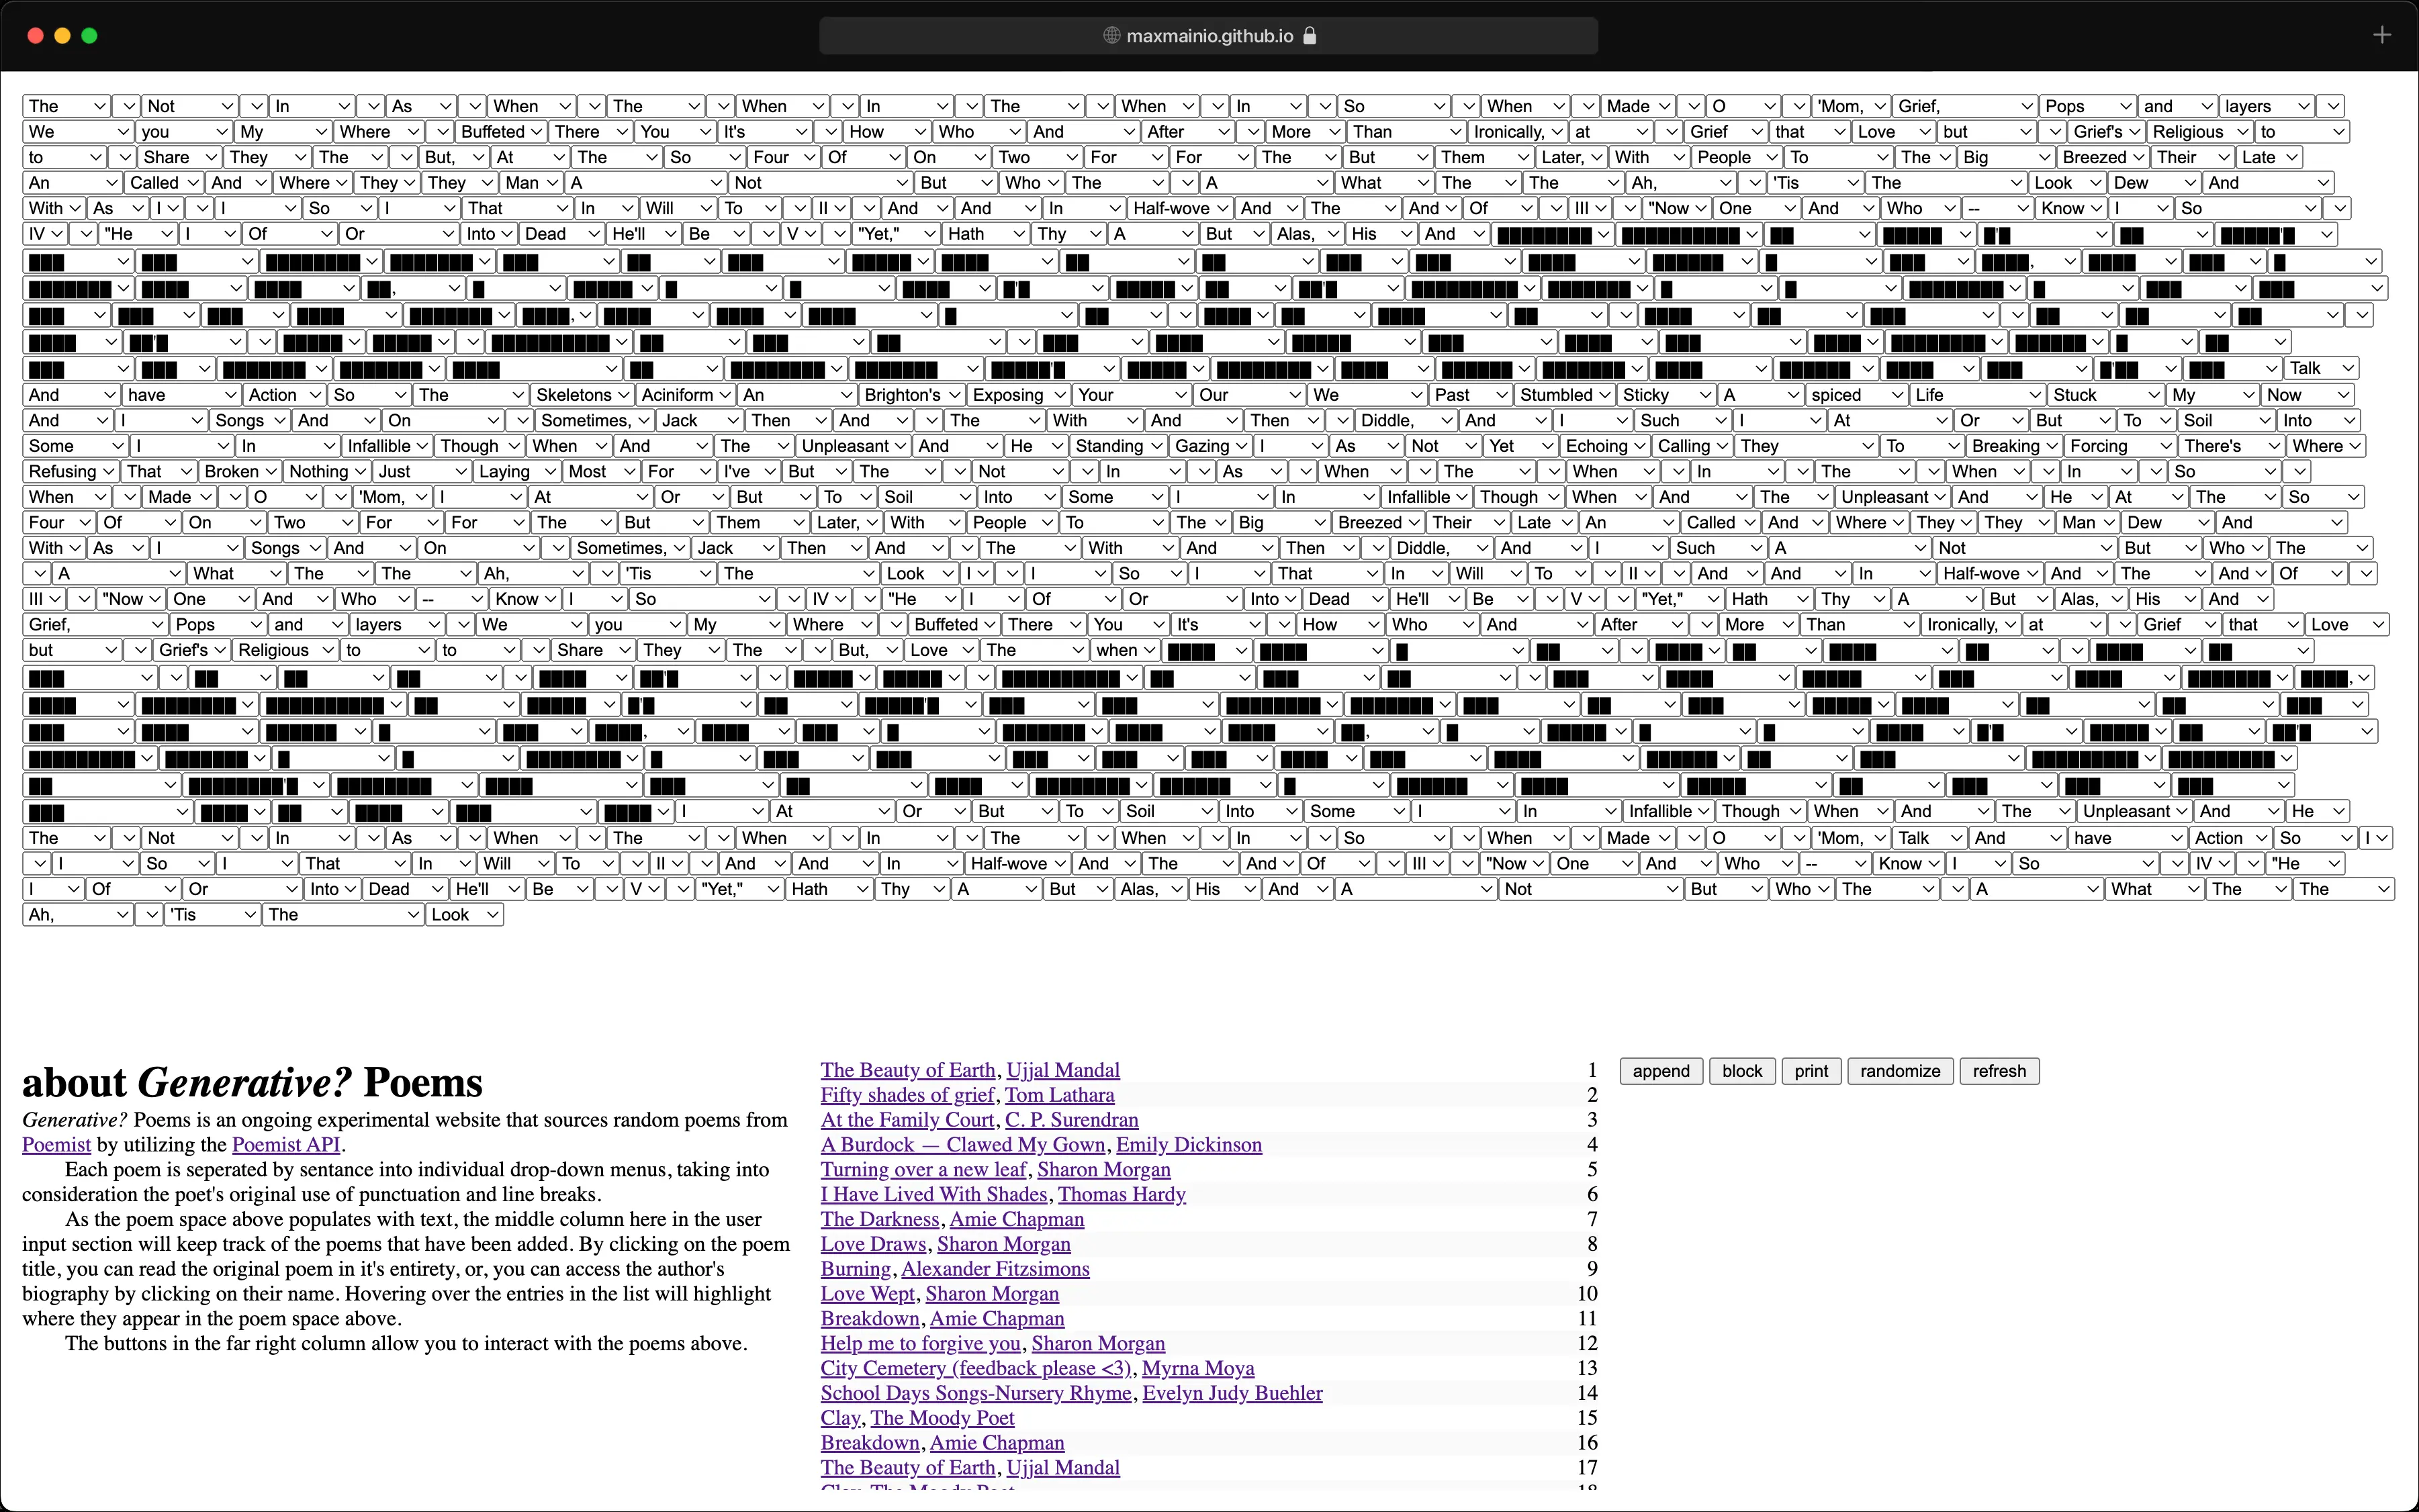 maxmainio.github.io
The Not In As When The When In The When In So When Made O 'Mom, Grief, Pops and layers
We you My Where Buffeted There You It's How Who And After More Than Ironically, at Grief that Love but Grief's Religious to
to Share They The But, At The So Four Of On Two For For The But Them Later, With People To The Big Breezed Their Late
An Called And Where They They Man A Not But Who The A What The The Ah, 'Tis The Look Dew And
With As I I So I That In Will To II And And In Half-wove And The And Of III "Now One And Who -- Know I So
IV "He I Of Or Into Dead He'll Be V "Yet," Hath Thy A But Alas, His And
Talk
And have Action So The Skeletons Aciniform An Brighton's Exposing Your Our We Past Stumbled Sticky A spiced Life Stuck My Now
And I Songs And On Sometimes, Jack Then And The With And Then Diddle, And I Such I At Or But To Soil Into
Some I In Infallible Though When And The Unpleasant And He Standing Gazing I As Not Yet Echoing Calling They To Breaking Forcing There's Where
Refusing That Broken Nothing Just Laying Most For I've But The Not In As When The When In The When In So
When Made O 'Mom, I At Or But To Soil Into Some I In Infallible Though When And The Unpleasant And He At The So
Four Of On Two For For The But Them Later, With People To The Big Breezed Their Late An Called And Where They They Man Dew And
With As I Songs And On Sometimes, Jack Then And The With And Then Diddle, And I Such A Not But Who The
A What The The Ah, 'Tis The Look I I So I That In Will To II And And In Half-wove And The And Of
III "Now One And Who -- Know I So IV "He I Of Or Into Dead He'll Be V "Yet," Hath Thy A But Alas, His And
Grief, Pops and layers We you My Where Buffeted There You It's How Who And After More Than Ironically, at Grief that Love
but Grief's Religious to to Share They The But, Love The when
I At Or But To Soil Into Some I In Infallible Though When And The Unpleasant And He
The Not In As When The When In The When In So When Made O 'Mom, Talk And have Action So I
I So I That In Will To II And And In Half-wove And The And Of III "Now One And Who -- Know I So IV "He
I Of Or Into Dead He'll Be V "Yet," Hath Thy A But Alas, His And A Not But Who The A What The The
Ah, 'Tis The Look
about Generative? Poems
Generative? Poems is an ongoing experimental website that sources random poems from
Poemist by utilizing the Poemist API.
Each poem is seperated by sentance into individual drop-down menus, taking into
consideration the poet's original use of punctuation and line breaks.
As the poem space above populates with text, the middle column here in the user
input section will keep track of the poems that have been added. By clicking on the poem
title, you can read the original poem in it's entirety, or, you can access the author's
biography by clicking on their name. Hovering over the entries in the list will highlight
where they appear in the poem space above.
The buttons in the far right column allow you to interact with the poems above.
The Beauty of Earth, Ujjal Mandal 1
Fifty shades of grief, Tom Lathara 2
At the Family Court, C. P. Surendran 3
A Burdock — Clawed My Gown, Emily Dickinson 4
Turning over a new leaf, Sharon Morgan 5
I Have Lived With Shades, Thomas Hardy 6
The Darkness, Amie Chapman 7
Love Draws, Sharon Morgan 8
Burning, Alexander Fitzsimons 9
Love Wept, Sharon Morgan 10
Breakdown, Amie Chapman 11
Help me to forgive you, Sharon Morgan 12
City Cemetery (feedback please <3), Myrna Moya 13
School Days Songs-Nursery Rhyme, Evelyn Judy Buehler 14
Clay, The Moody Poet 15
Breakdown, Amie Chapman 16
The Beauty of Earth, Ujjal Mandal 17
Clay, The Moody Poet 18
append block print randomize refresh